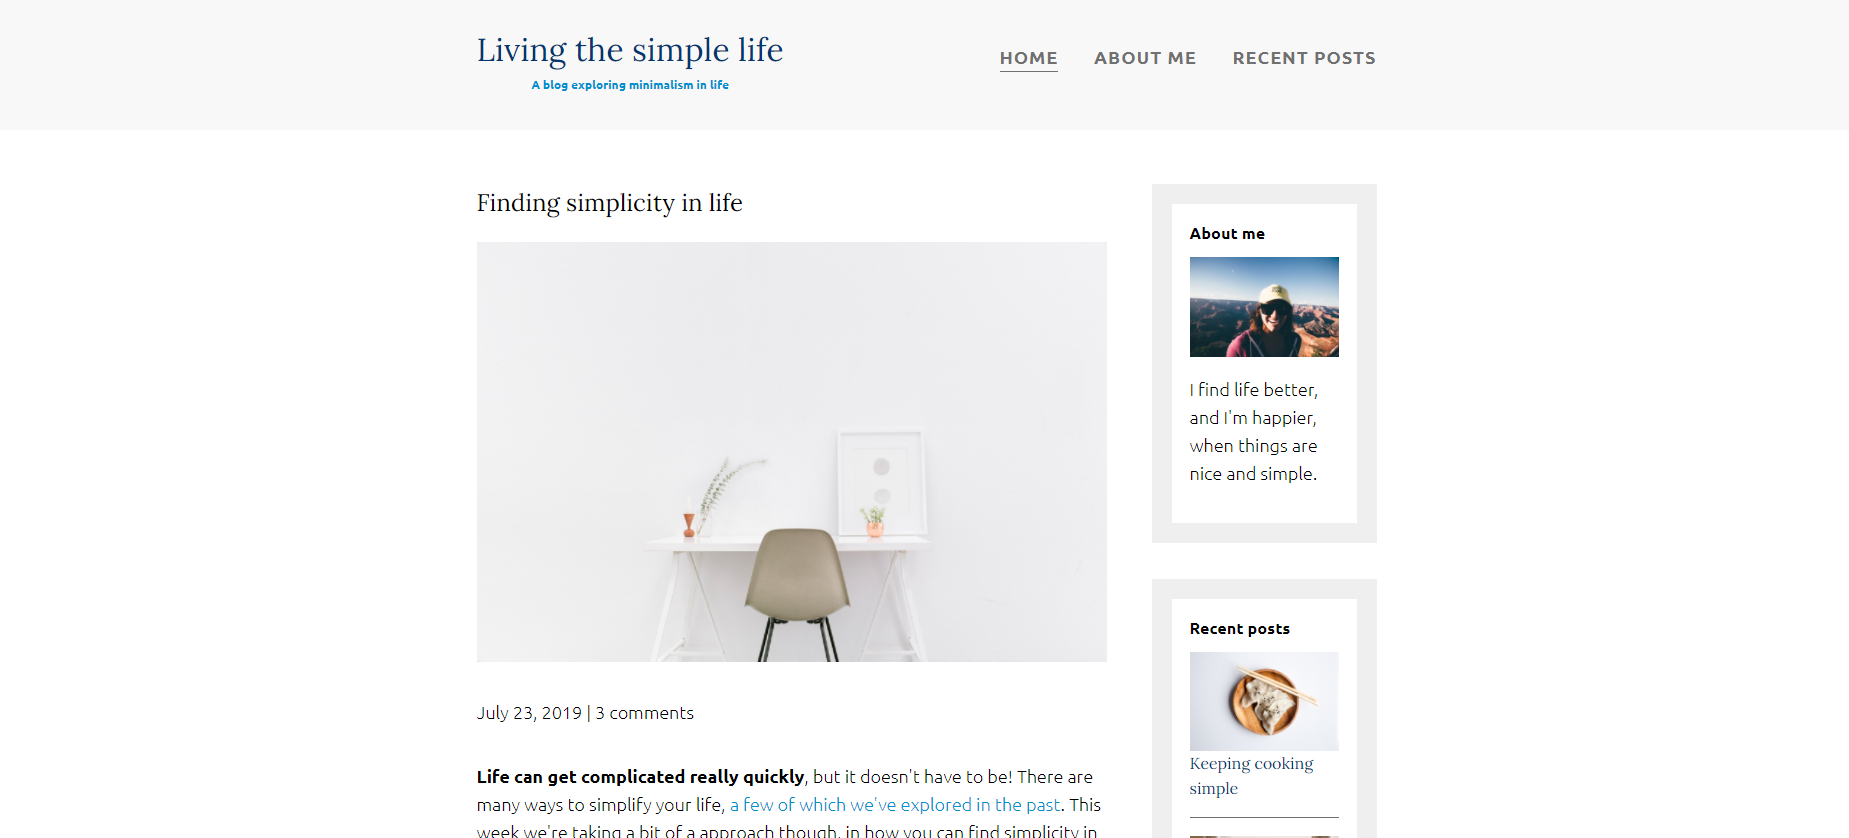 Living the simple life
A blog exploring minimalism in life
HOME ABOUT ME RECENT POSTS
Finding simplicity in life
July 23, 2019 | 3 comments
Life can get complicated really quickly, but it doesn't have to be! There are
many ways to simplify your life, a few of which we've explored in the past. This
week we're taking a bit of a approach though, in how you can find simplicity in
About me
I find life better,
and I'm happier,
when things are
nice and simple.
Recent posts
Keeping cooking
simple